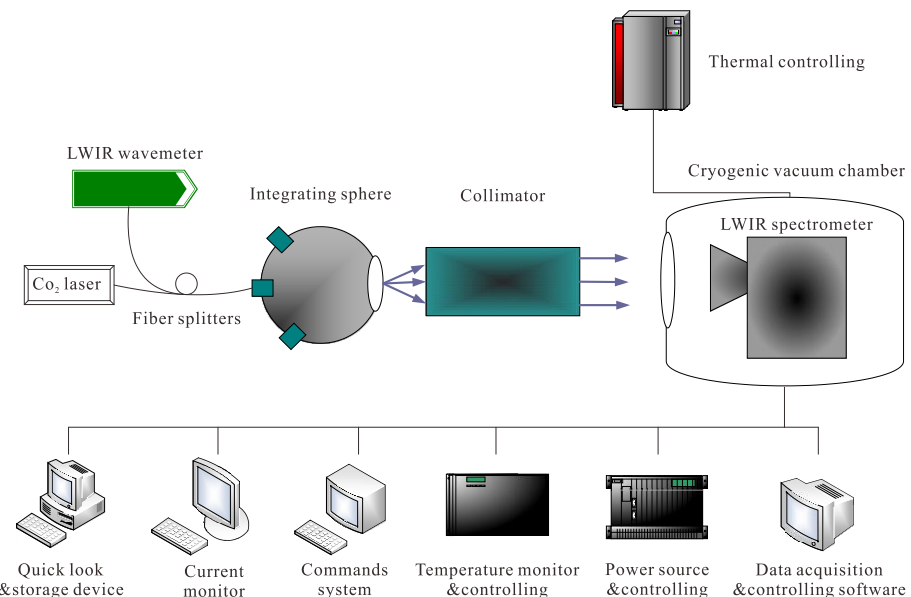 Thermal controlling
LWIR wavemeter
Integrating sphere
Collimator
Cryogenic vacuum chamber
LWIR spectrometer
Co₂ laser
Fiber splitters
Quick look
&storage device
Current
monitor
Commands
system
Temperature monitor
&controlling
Power source
&controlling
Data acquisition
&controlling software